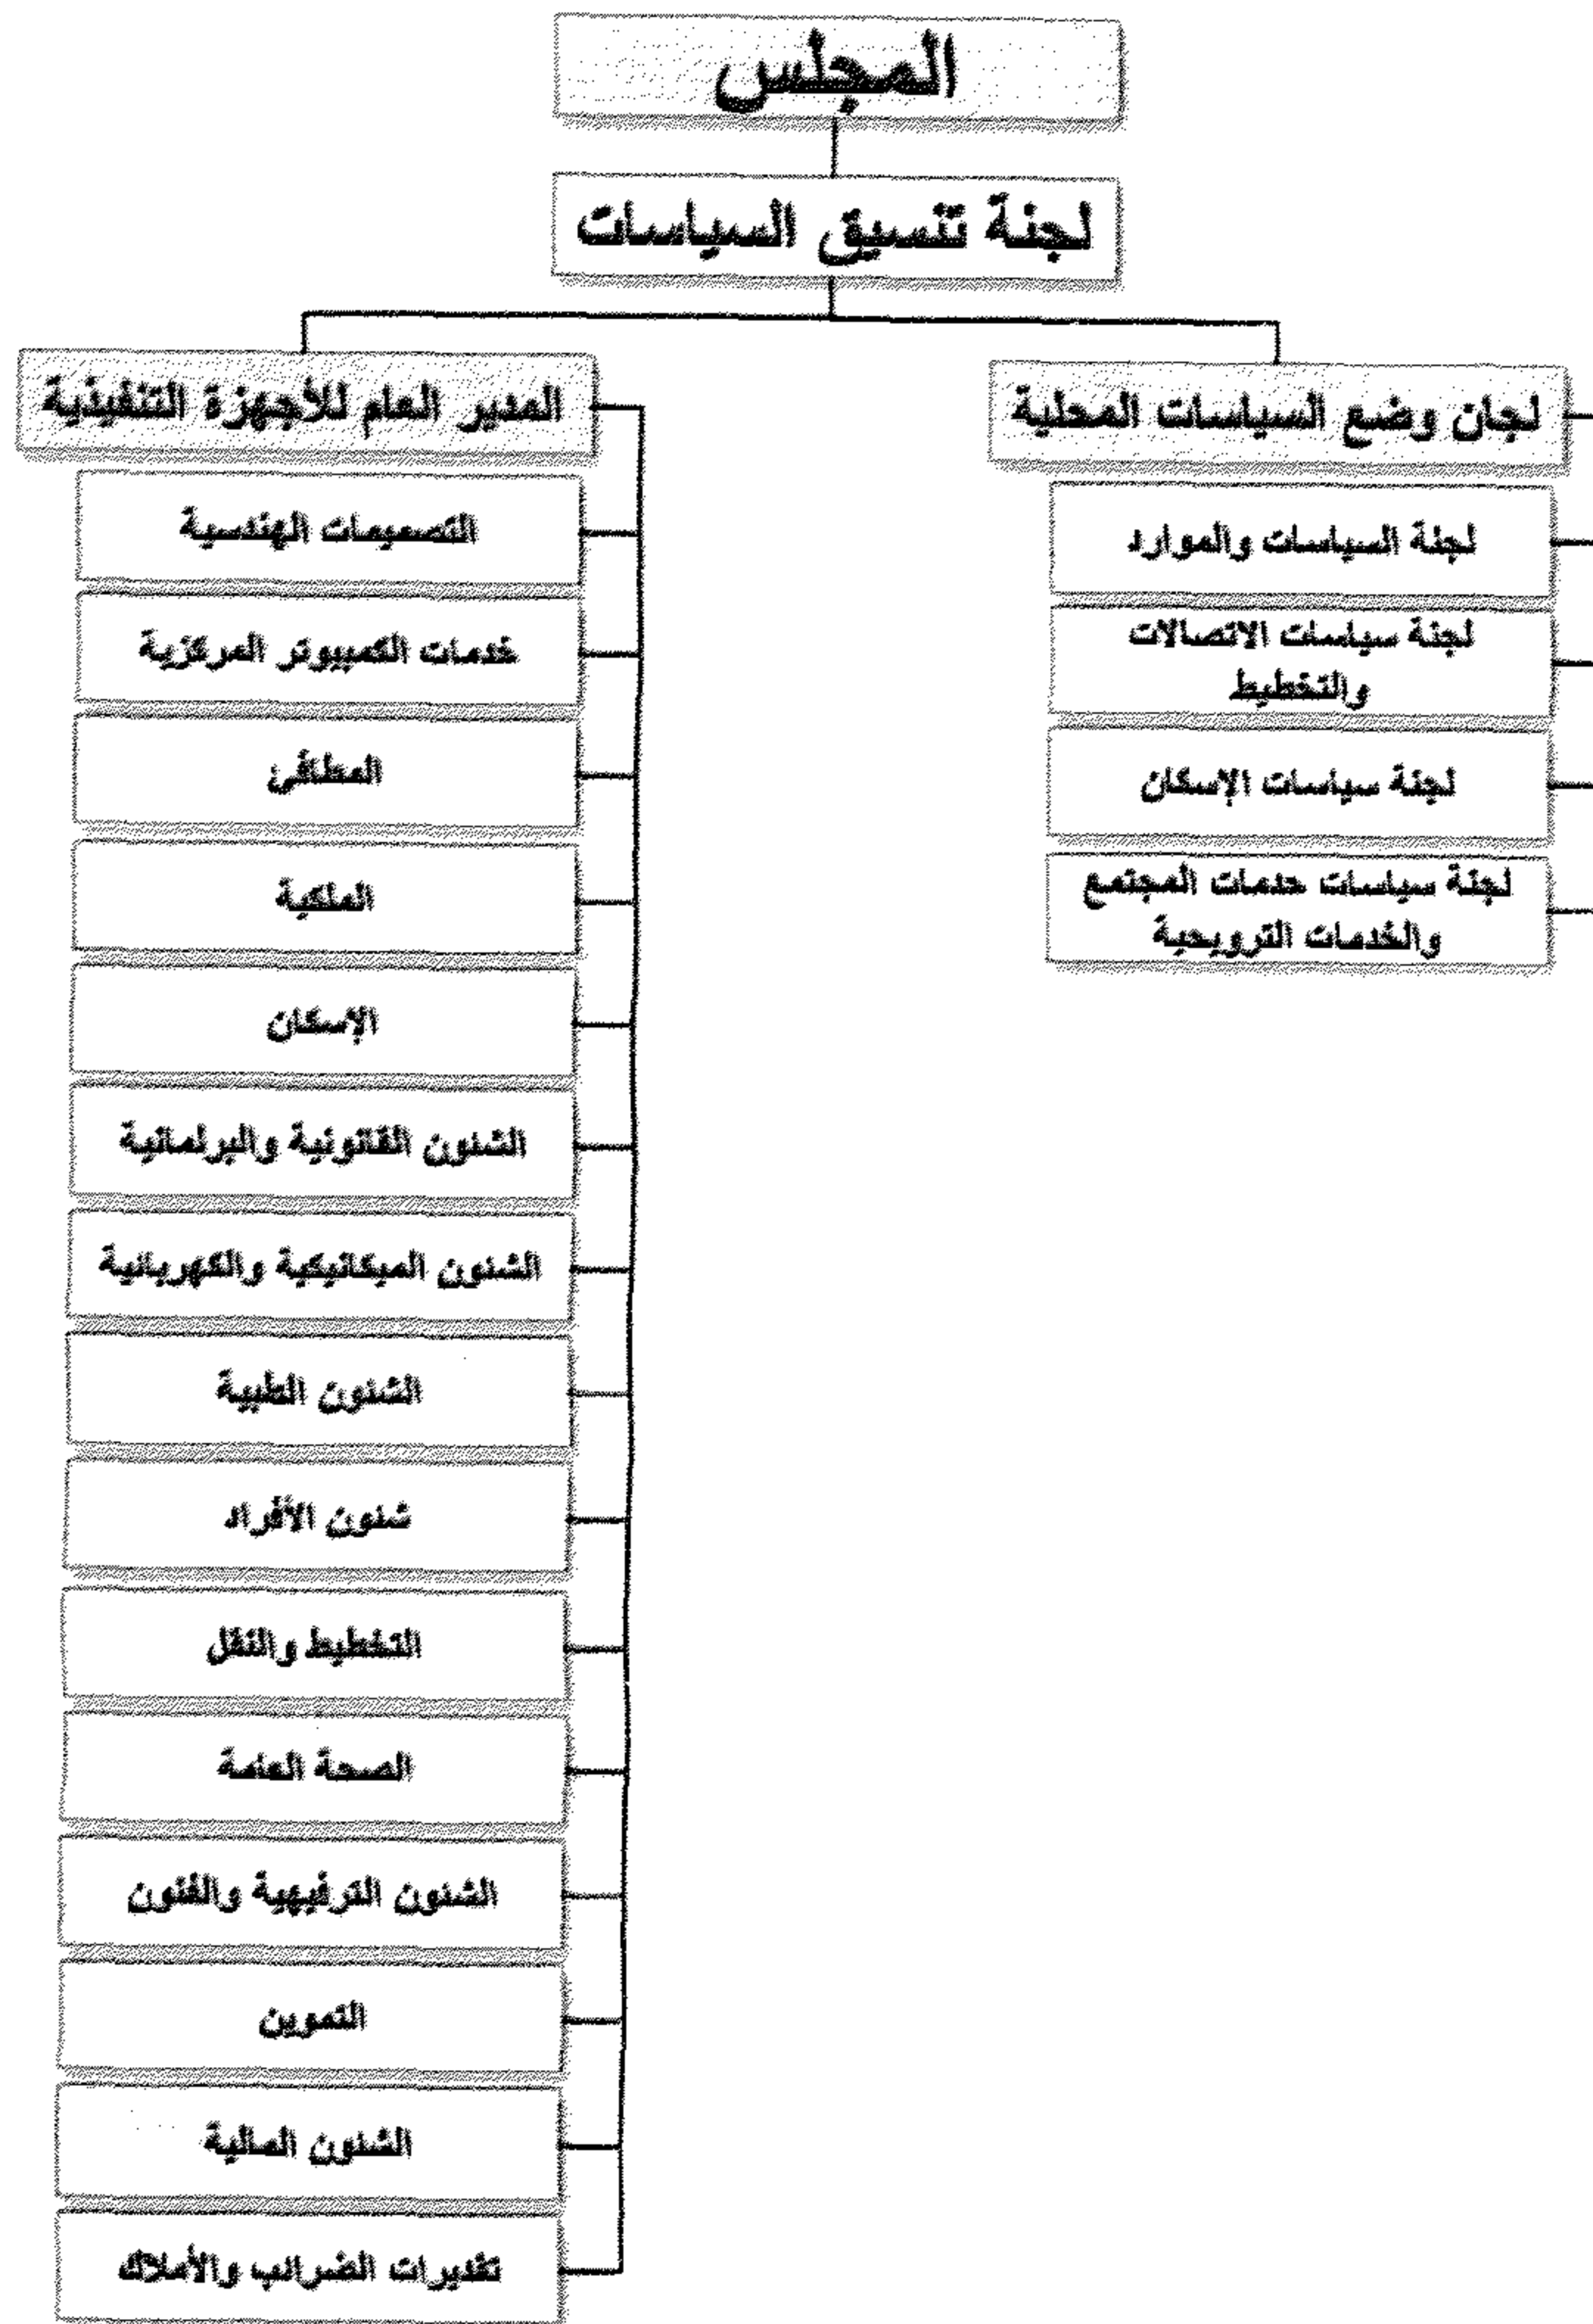 المجلس
لجنة تنسيق السياسات
لجان وضع السياسات المحلية
لجنة السياسات والموارد
لجنة سياسات الاتصالات
والتخطيط
لجنة سياسات الإسكان
لجنة سياسات خدمات المجتمع
والخدمات الترويحية
المدير العام للأجهزة التنفيذية
التصميمات الهندسية
خدمات الكمبيوتر المركزية
المطافئ
الملكية
الإسكان
الشئون القانونية والبرلمانية
الشئون الميكانيكية والكهربائية
الشئون الطبية
شئون الأفراد
التخطيط والنقل
الصحة العامة
الشئون الترفيهية والفنون
التموين
الشئون المالية
تقديرات الضرائب والأملاك